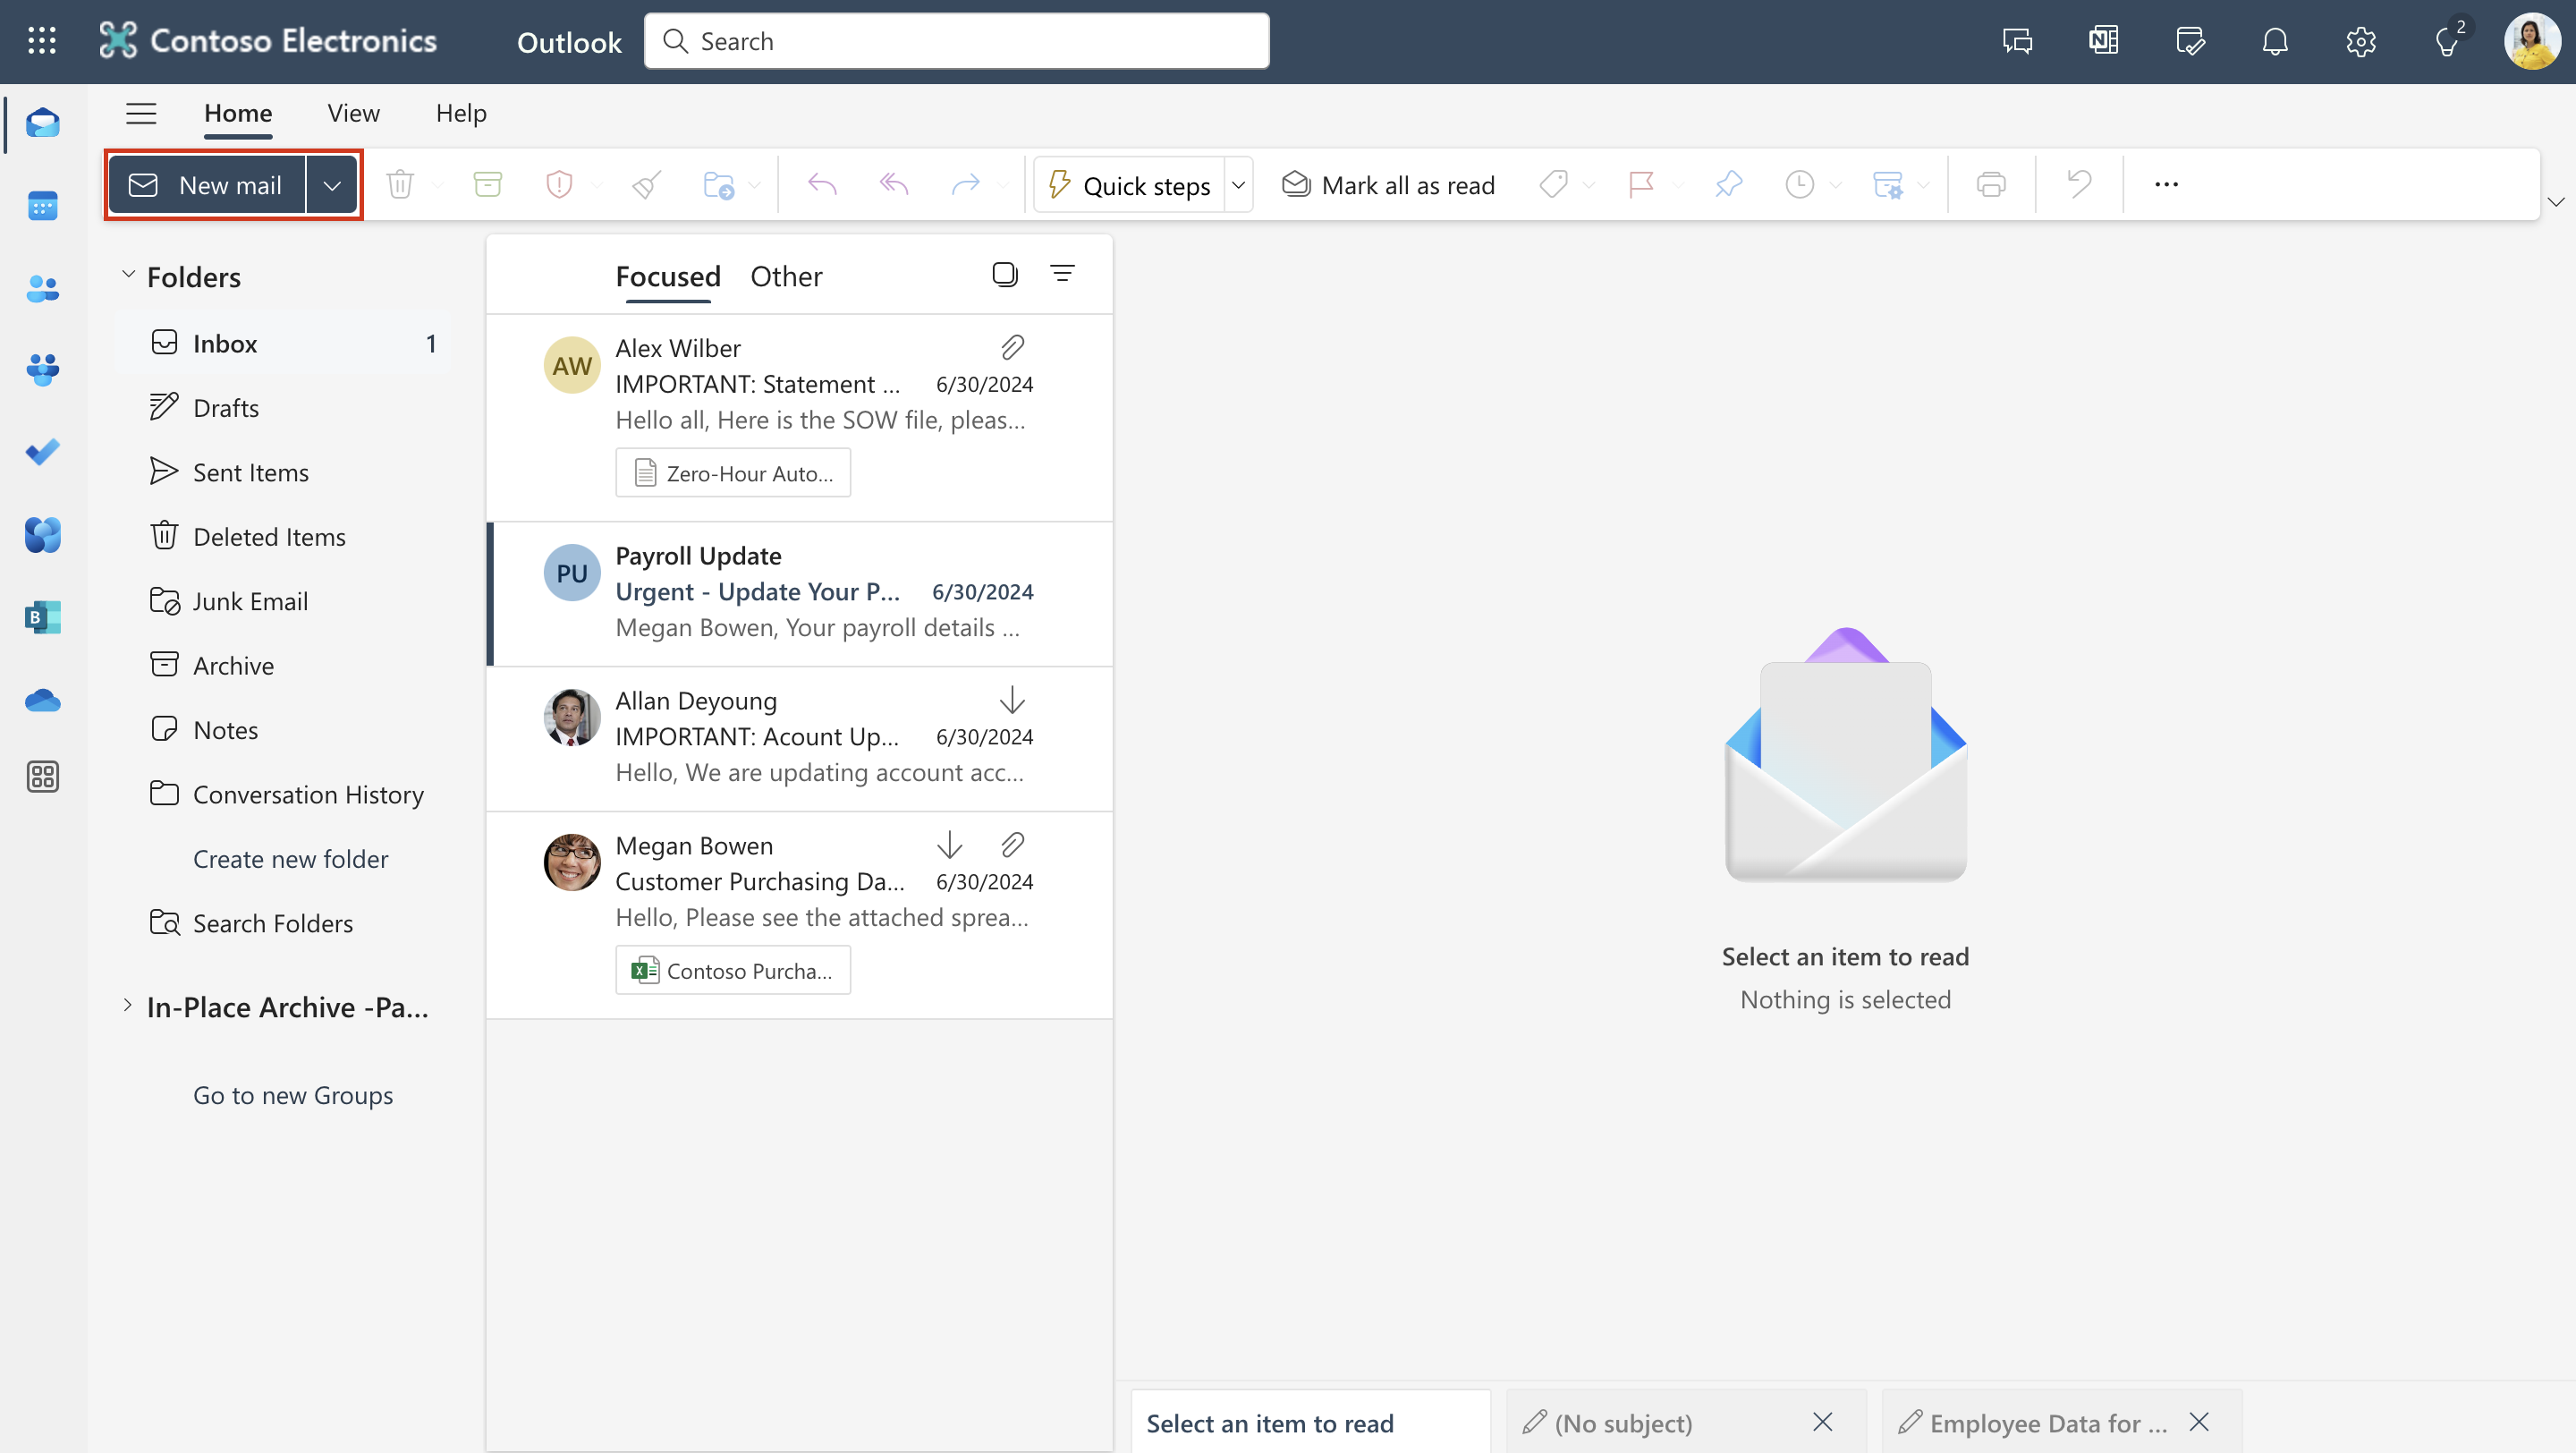 Contoso Electronics
Outlook
Search
2
Home View Help
New mail
Quick steps
Mark all as read
Folders
Inbox 1
Drafts
Sent Items
Deleted Items
Junk Email
Archive
Notes
Conversation History
Create new folder
Search Folders
In-Place Archive -Pa...
Go to new Groups
Focused Other
AW
Alex Wilber
IMPORTANT: Statement ... 6/30/2024
Hello all, Here is the SOW file, pleas...
Zero-Hour Auto...
PU
Payroll Update
Urgent - Update Your P... 6/30/2024
Megan Bowen, Your payroll details ...
Allan Deyoung
IMPORTANT: Acount Up... 6/30/2024
Hello, We are updating account acc...
Megan Bowen
Customer Purchasing Da... 6/30/2024
Hello, Please see the attached sprea...
Contoso Purcha...
Select an item to read
Nothing is selected
Select an item to read
(No subject)
Employee Data for ...